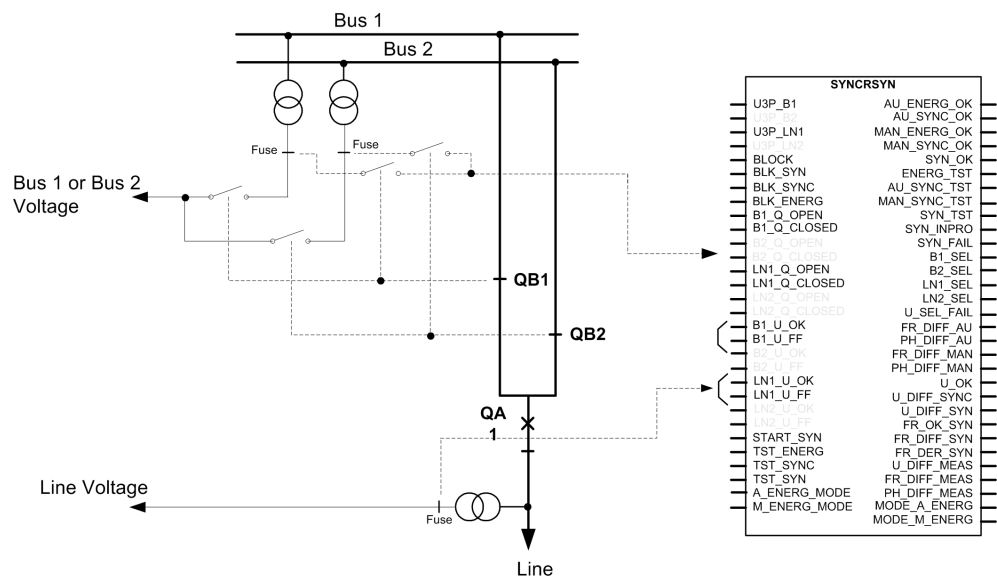 Bus 1
Bus 2
Fuse
Fuse
Bus 1 or Bus 2
Voltage
QB1
QB2
QA
1
Line Voltage
Fuse
Line
SYNCRSYN
U3P_B1 AU_ENERG_OK
U3P_B2 AU_SYNC_OK
U3P_LN1 MAN_ENERG_OK
U3P_LN2 MAN_SYNC_OK
BLOCK SYN_OK
BLK_SYN ENERG_TST
BLK_SYNC AU_SYNC_TST
BLK_ENERG MAN_SYNC_TST
B1_Q_OPEN SYN_TST
B1_Q_CLOSED SYN_INPRO
B2_Q_OPEN SYN_FAIL
B2_Q_CLOSED B1_SEL
LN1_Q_OPEN B2_SEL
LN1_Q_CLOSED LN1_SEL
LN2_Q_OPEN LN2_SEL
LN2_Q_CLOSED U_SEL_FAIL
B1_U_OK FR_DIFF_AU
B1_U_FF PH_DIFF_AU
B2_U_OK FR_DIFF_MAN
B2_U_FF PH_DIFF_MAN
LN1_U_OK U_OK
LN1_U_FF U_DIFF_SYNC
LN2_U_OK U_DIFF_SYN
LN2_U_FF FR_OK_SYN
START_SYN FR_DIFF_SYN
TST_ENERG FR_DER_SYN
TST_SYNC U_DIFF_MEAS
TST_SYN FR_DIFF_MEAS
A_ENERG_MODE PH_DIFF_MEAS
M_ENERG_MODE MODE_A_ENERG
MODE_M_ENERG